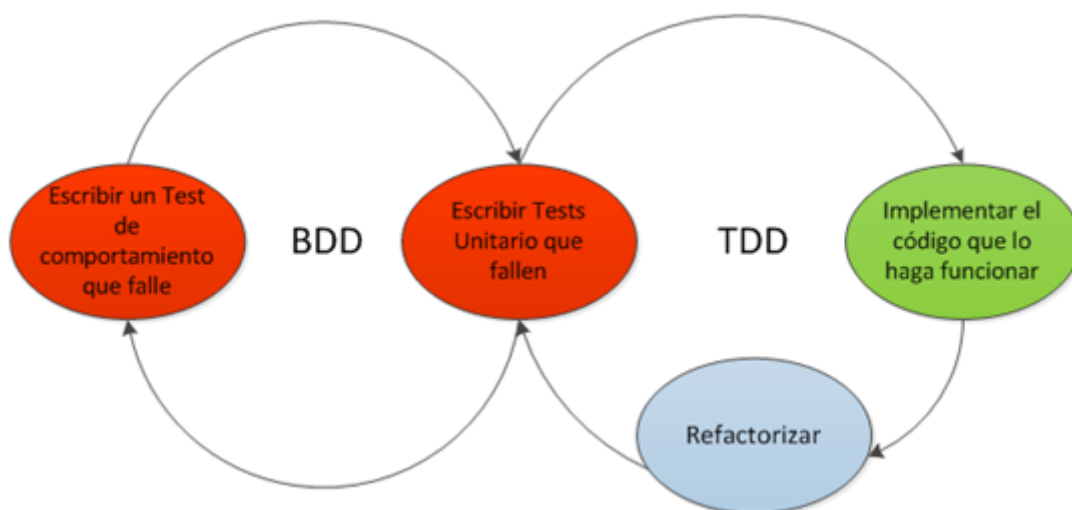 Escribir un Test
de
comportamiento
que falle
BDD
Escribir Tests
Unitario que
fallen
TDD
Implementar el
código que lo
haga funcionar
Refactorizar